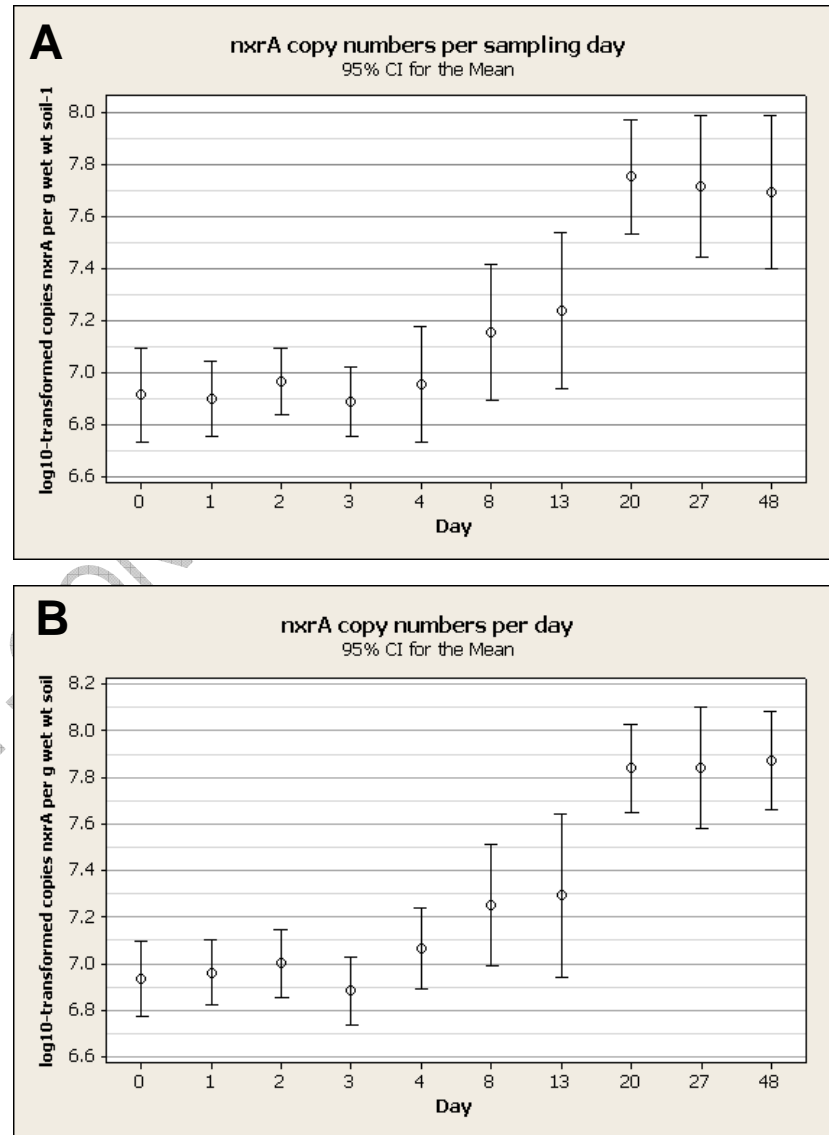 A
nxrA copy numbers per sampling day
95% CI for the Mean
log10-transformed copies nxrA per g wet wt soil-1
8.0
7.8
7.6
7.4
7.2
7.0
6.8
6.6
0 1 2 3 4 8 13 20 27 48
Day
B
nxrA copy numbers per day
95% CI for the Mean
log10-transformed copies nxrA per g wet wt soil
8.2
8.0
7.8
7.6
7.4
7.2
7.0
6.8
6.6
0 1 2 3 4 8 13 20 27 48
Day